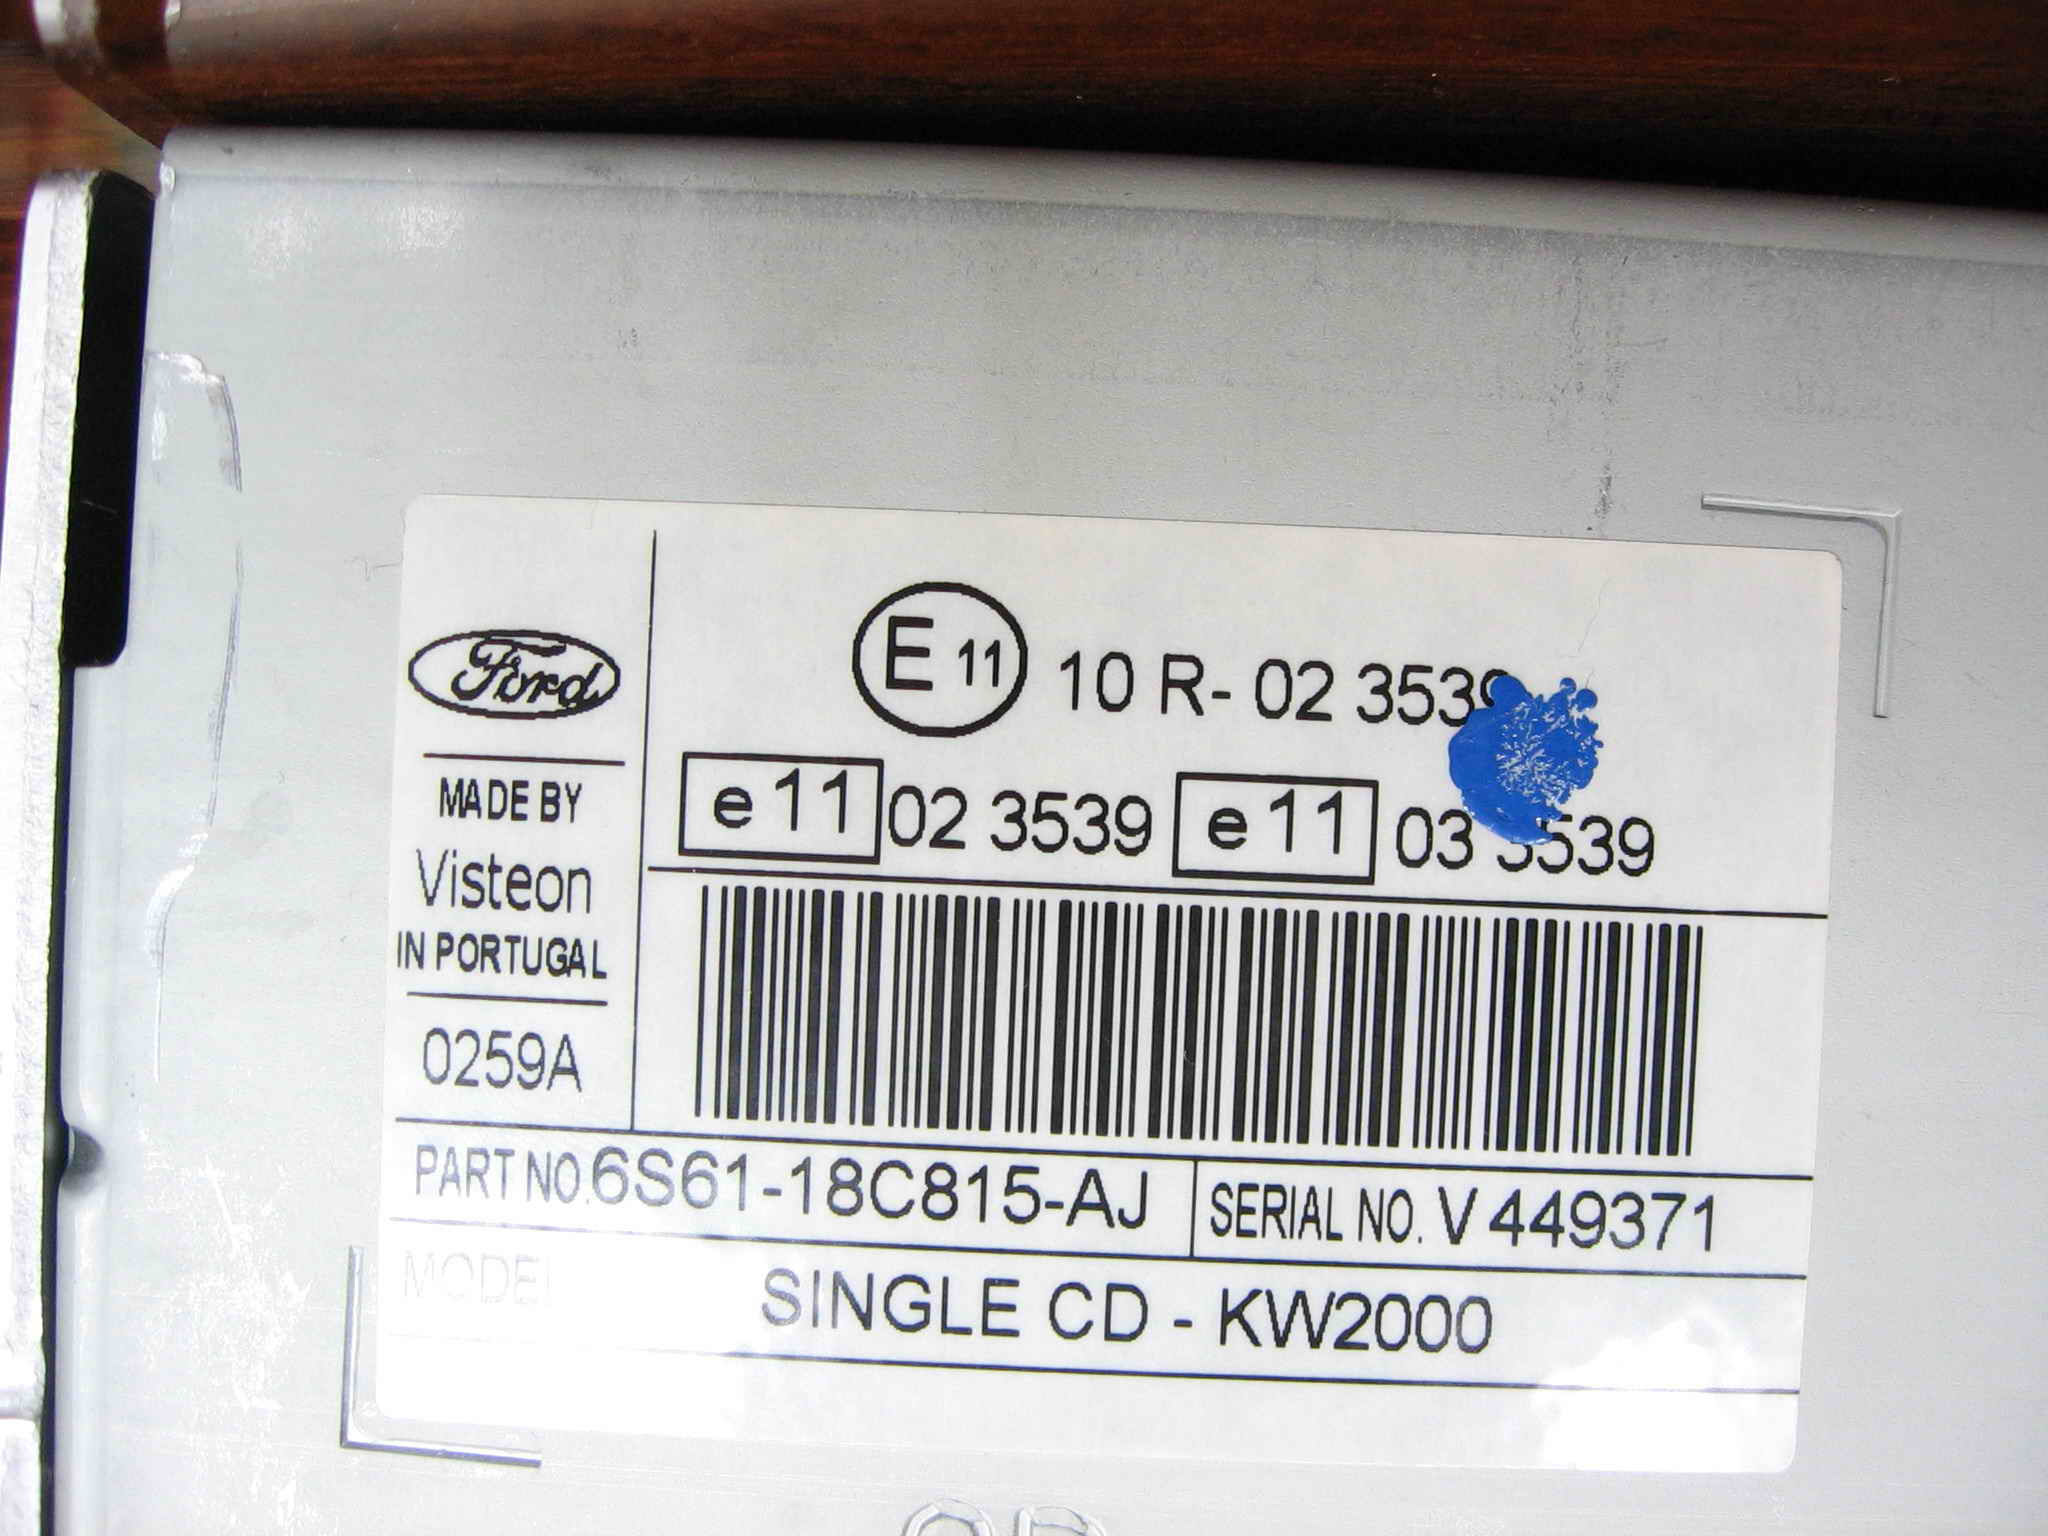 Ford
MADE BY
Visteon
IN PORTUGAL
0259A
E 11 10 R- 02 3539
e 11 02 3539 e 11 03 3539
PART NO. 6S61-18C815-AJ SERIAL NO. V 449371
MODEL SINGLE CD - KW2000